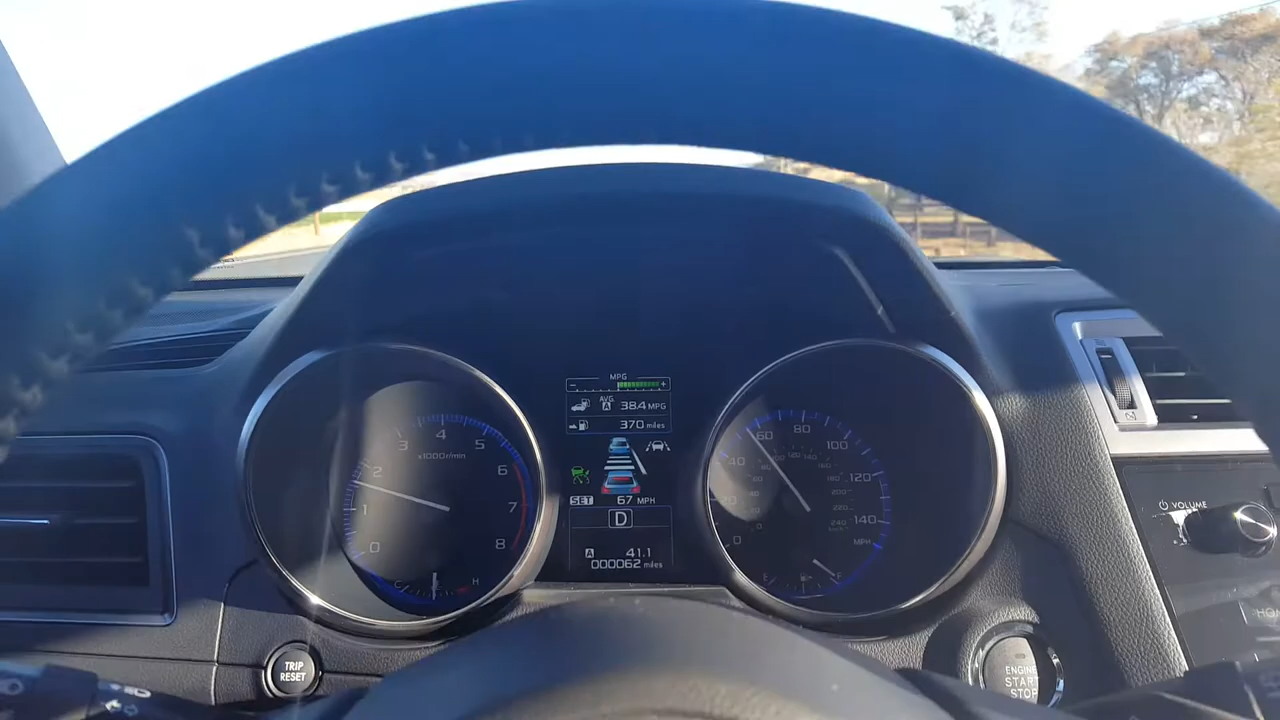 MPG
- +
AVG
A 38.4 MPG
370 miles
SET 67 MPH
D
A 41.1
000062 miles
0 1 2 3 4 5 6 7 8
x1000r/min
C H
0 20 40 60 80 100 120 140
MPH
E F
TRIP
RESET
VOLUME
HO
ENGINE
START
STOP